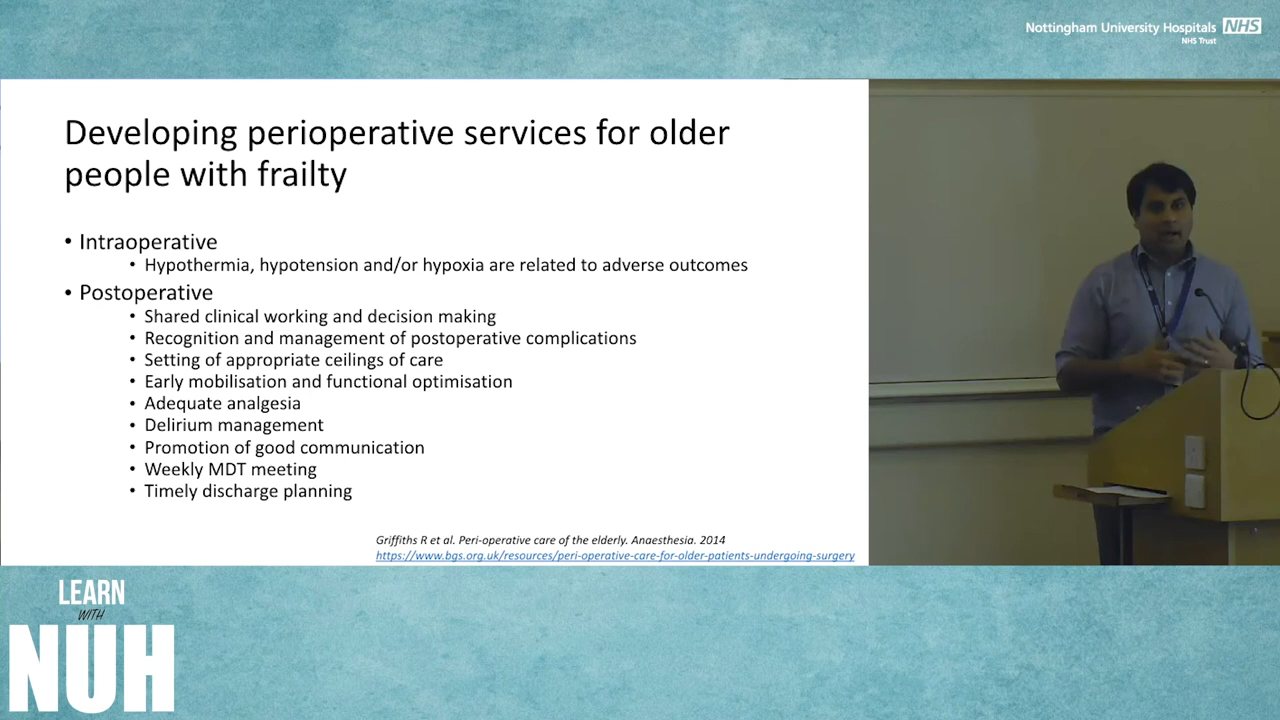 Nottingham University Hospitals NHS
NHS Trust
Developing perioperative services for older
people with frailty
• Intraoperative
• Hypothermia, hypotension and/or hypoxia are related to adverse outcomes
• Postoperative
• Shared clinical working and decision making
• Recognition and management of postoperative complications
• Setting of appropriate ceilings of care
• Early mobilisation and functional optimisation
• Adequate analgesia
• Delirium management
• Promotion of good communication
• Weekly MDT meeting
• Timely discharge planning
Griffiths R et al. Peri-operative care of the elderly. Anaesthesia. 2014
https://www.bgs.org.uk/resources/peri-operative-care-for-older-patients-undergoing-surgery
LEARN
WITH
NUH